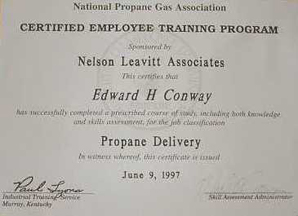 National Propane Gas Association
CERTIFIED EMPLOYEE TRAINING PROGRAM
Sponsored by
Nelson Leavitt Associates
This certifies that
Edward H Conway
has successfully completed a prescribed course of study, including both knowledge
and skills assessment, for the job classification
Propane Delivery
In witness whereof, this certificate is issued
June 9, 1997
Paul Lyons
Industrial Training Service
Murray, Kentucky
Skill Assessment Administrator